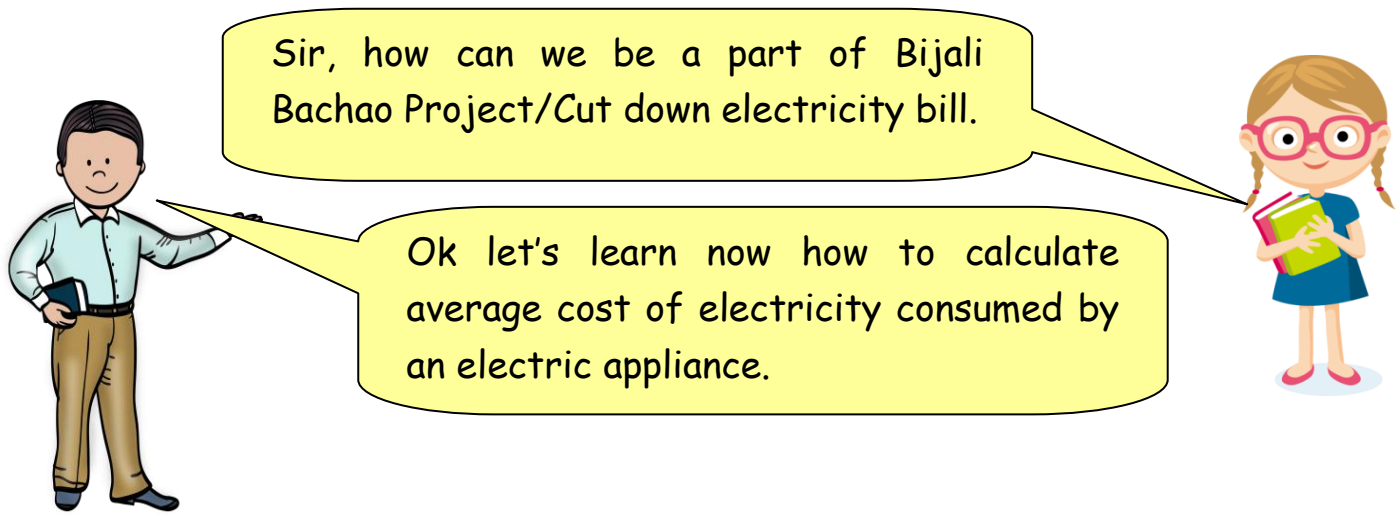 Sir, how can we be a part of Bijali
Bachao Project/Cut down electricity bill.
Ok let's learn now how to calculate
average cost of electricity consumed by
an electric appliance.